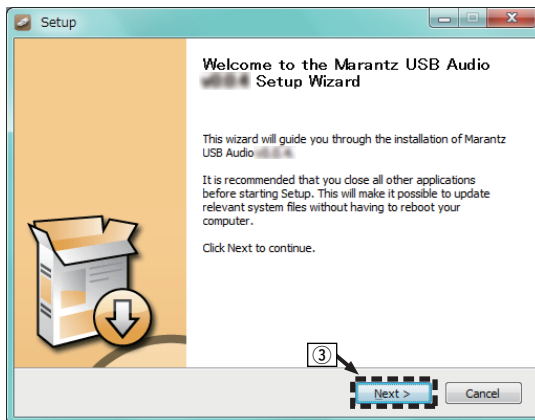 Setup
Welcome to the Marantz USB Audio
Setup Wizard
This wizard will guide you through the installation of Marantz
USB Audio
It is recommended that you close all other applications
before starting Setup. This will make it possible to update
relevant system files without having to reboot your
computer.
Click Next to continue.
③
Next >
Cancel